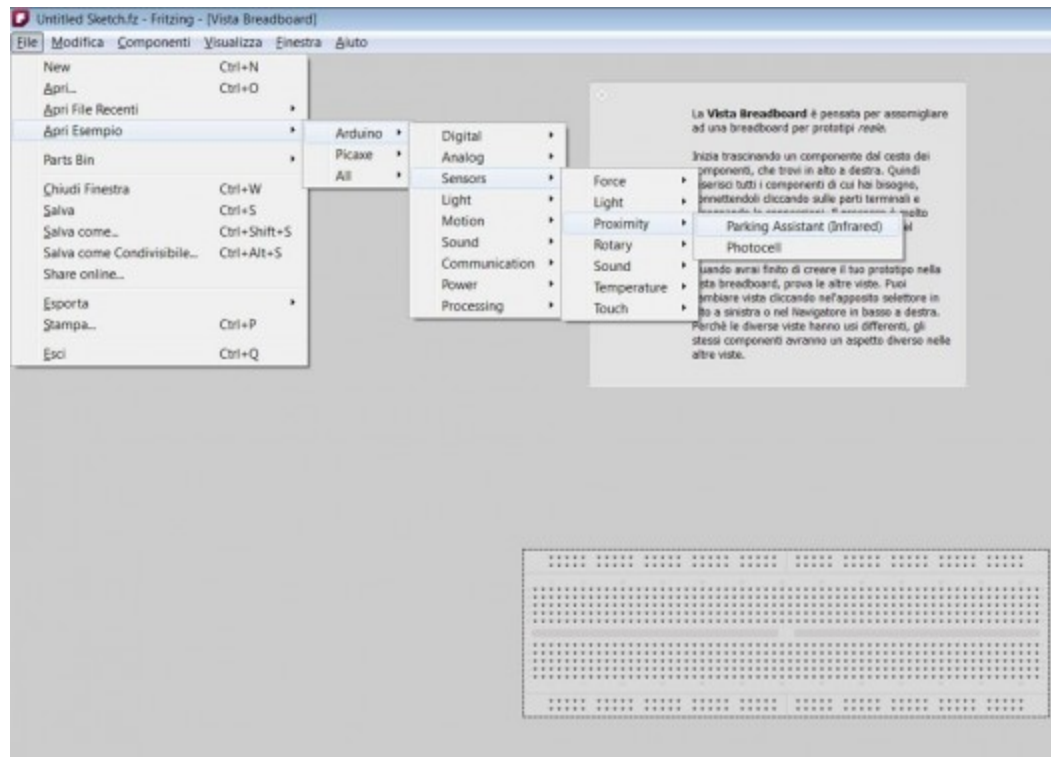 Untitled Sketch.fz - Fritzing - [Vista Breadboard]
File Modifica Componenti Visualizza Finestra Aiuto
New Ctrl+N
Apri... Ctrl+O
Apri File Recenti
Apri Esempio
Parts Bin
Chiudi Finestra Ctrl+W
Salva Ctrl+S
Salva come... Ctrl+Shift+S
Salva come Condivisibile... Ctrl+Alt+S
Share online...
Esporta
Stampa... Ctrl+P
Esci Ctrl+Q
Arduino
Picaxe
All
Digital
Analog
Sensors
Light
Motion
Sound
Communication
Power
Processing
Force
Light
Proximity
Rotary
Sound
Temperature
Touch
Parking Assistant (Infrared)
Photocell
La Vista Breadboard è pensata per assomigliare
ad una breadboard per prototipi reale.
Inizia trascinando un componente dal cesto dei
componenti, che trovi in alto a destra. Quindi
inserisci tutti i componenti di cui hai bisogno,
connettendoli cliccando sulle parti terminali e
molto
Quando avrai finito di creare il tuo prototipo nella
vista breadboard, prova le altre viste. Puoi
cambiare vista cliccando nell'apposito selettore in
alto a sinistra o nel Navigatore in basso a destra.
Perchè le diverse viste hanno usi differenti, gli
stessi componenti avranno un aspetto diverso nelle
altre viste.